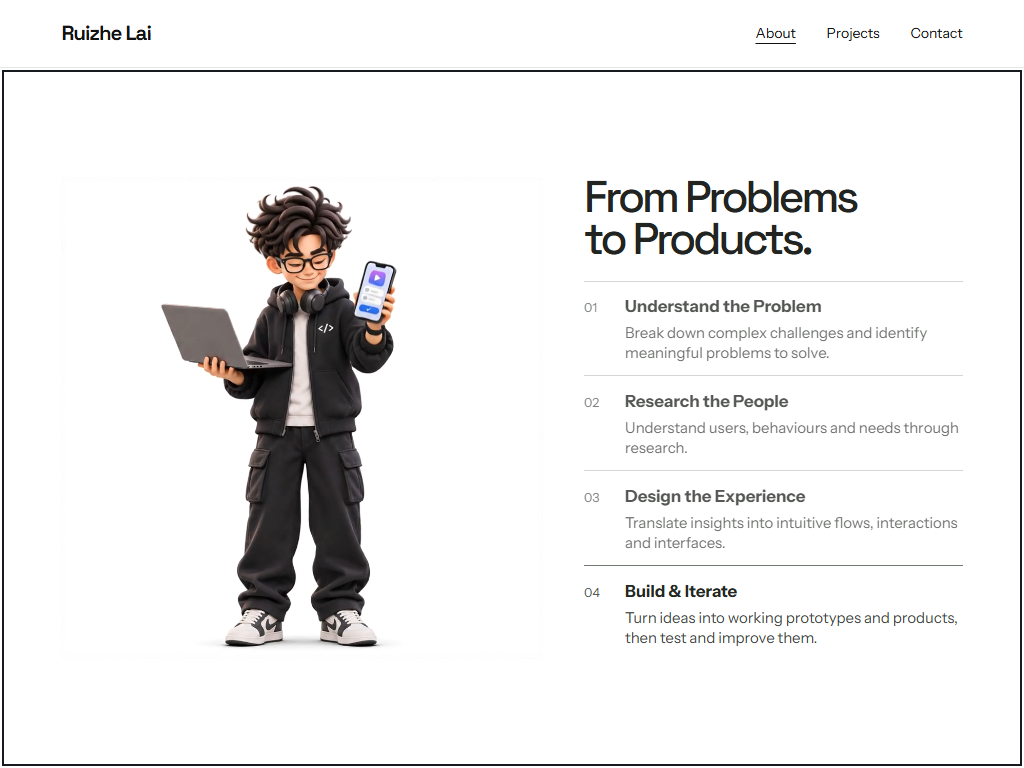 Ruizhe Lai
About
Projects
Contact
</>
From Problems
to Products.
01
Understand the Problem
Break down complex challenges and identify
meaningful problems to solve.
02
Research the People
Understand users, behaviours and needs through
research.
03
Design the Experience
Translate insights into intuitive flows, interactions
and interfaces.
04
Build & Iterate
Turn ideas into working prototypes and products,
then test and improve them.